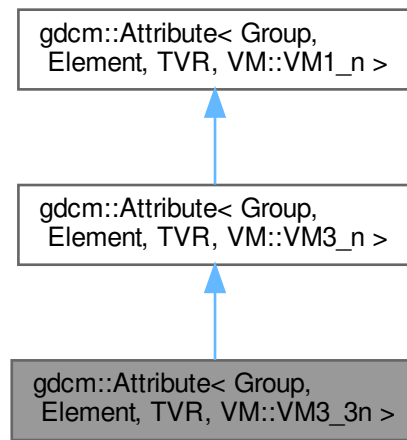 gdcm::Attribute< Group,
Element, TVR, VM::VM1_n >
gdcm::Attribute< Group,
Element, TVR, VM::VM3_n >
gdcm::Attribute< Group,
Element, TVR, VM::VM3_3n >